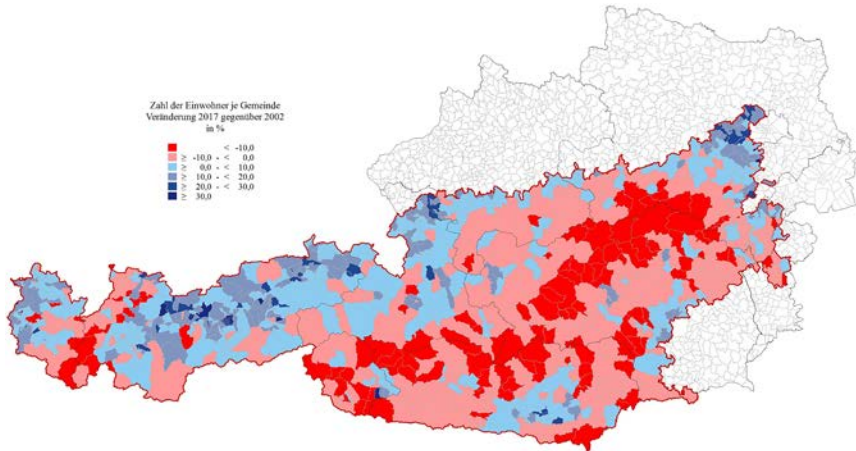 Zahl der Einwohner je Gemeinde
Veränderung 2017 gegenüber 2002
in %
< -10,0
≥ -10,0 - < 0,0
≥ 0,0 - < 10,0
≥ 10,0 - < 20,0
≥ 20,0 - < 30,0
≥ 30,0